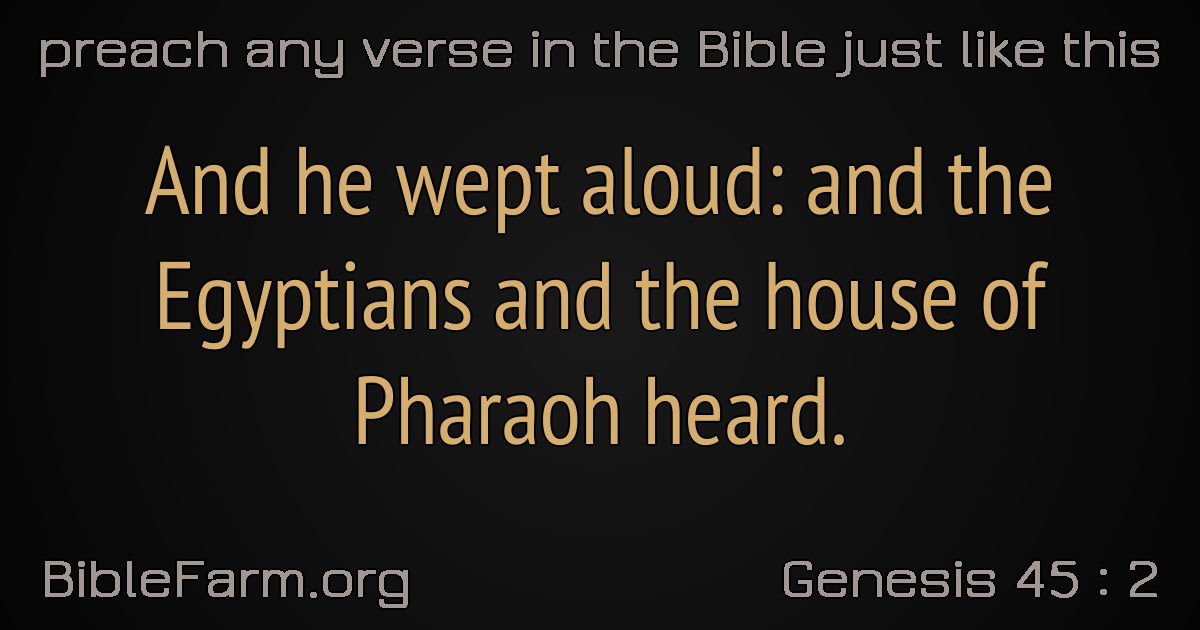 preach any verse in the Bible just like this
And he wept aloud: and the
Egyptians and the house of
Pharaoh heard.
BibleFarm.org
Genesis 45 : 2